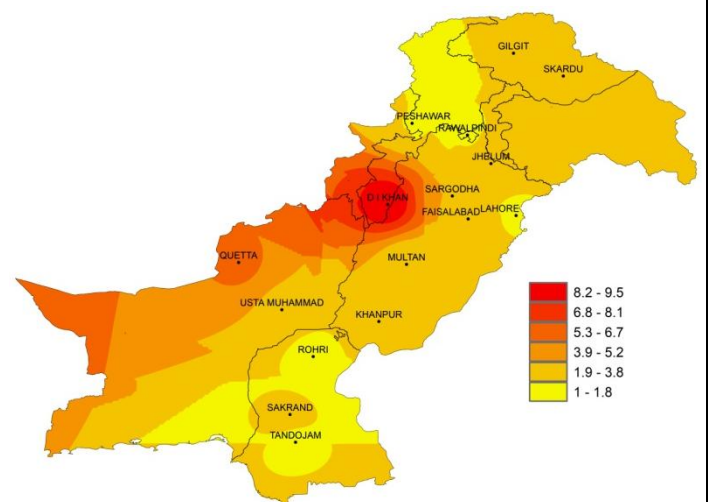 GILGIT
SKARDU
PESHAWAR
RAWALPINDI
JHELUM
D I KHAN
SARGODHA
FAISALABAD
LAHORE
QUETTA
MULTAN
USTA MUHAMMAD
KHANPUR
ROHRI
SAKRAND
TANDOJAM
8.2 - 9.5
6.8 - 8.1
5.3 - 6.7
3.9 - 5.2
1.9 - 3.8
1 - 1.8